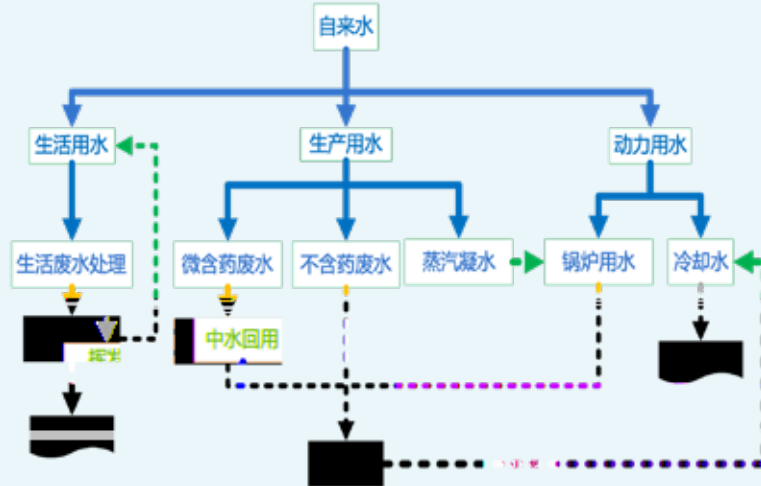 自来水
生活用水
生产用水
动力用水
生活废水处理
微含药废水
不含药废水
蒸汽凝水
锅炉用水
冷却水
中水回用